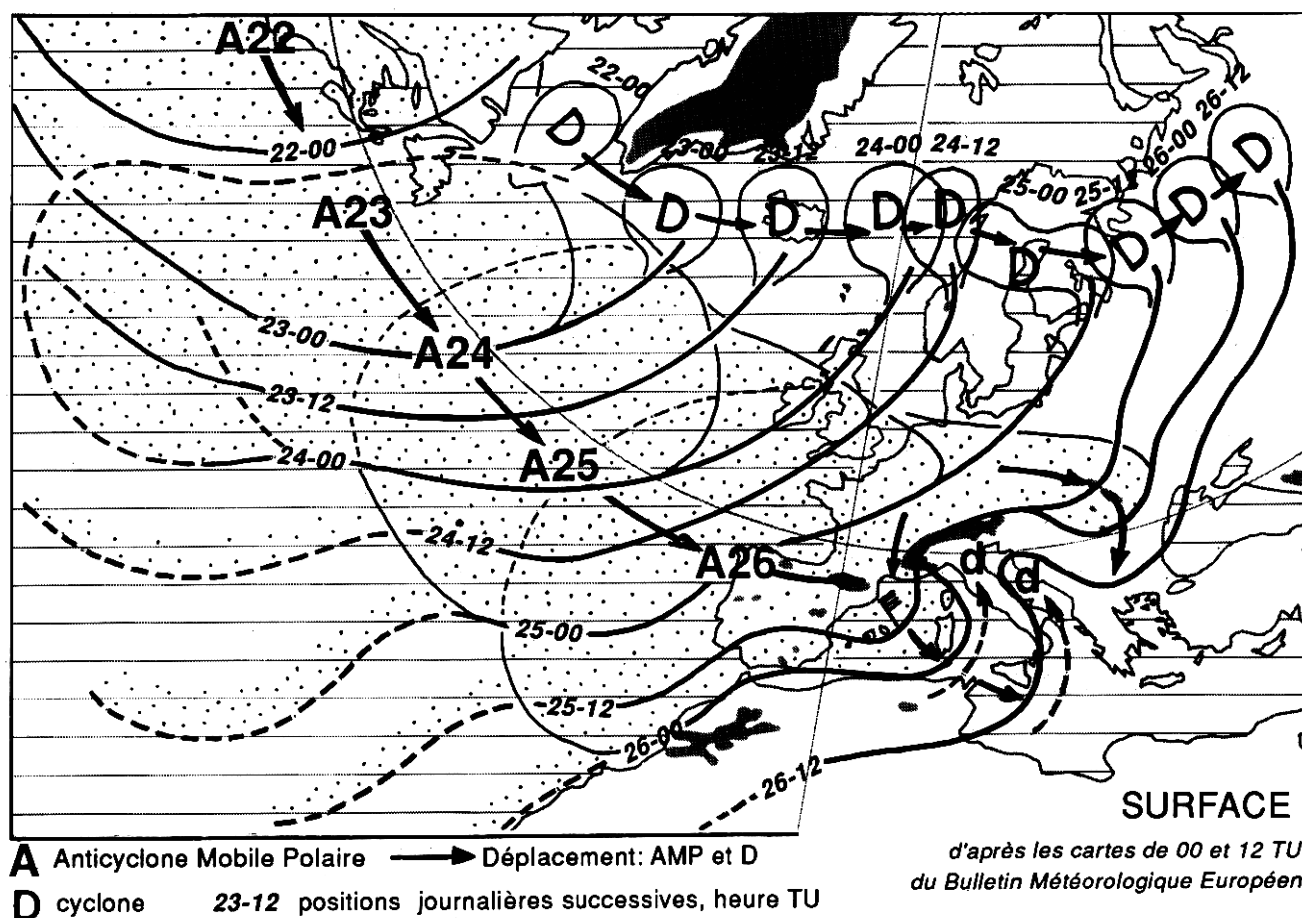 A22
22-00
22-00
D
23-00
23-12
24-00 24-12
25-00 25-12
26-00
26-12
A23
D
D
D
D
D
D
D
D
23-00
A24
23-12
24-00
A25
24-12
A26
d
d
25-00
25-12
26-00
26-12
SURFACE
A Anticyclone Mobile Polaire Déplacement: AMP et D
D cyclone 23-12 positions journalières successives, heure TU
d'après les cartes de 00 et 12 TU
du Bulletin Météorologique Européen